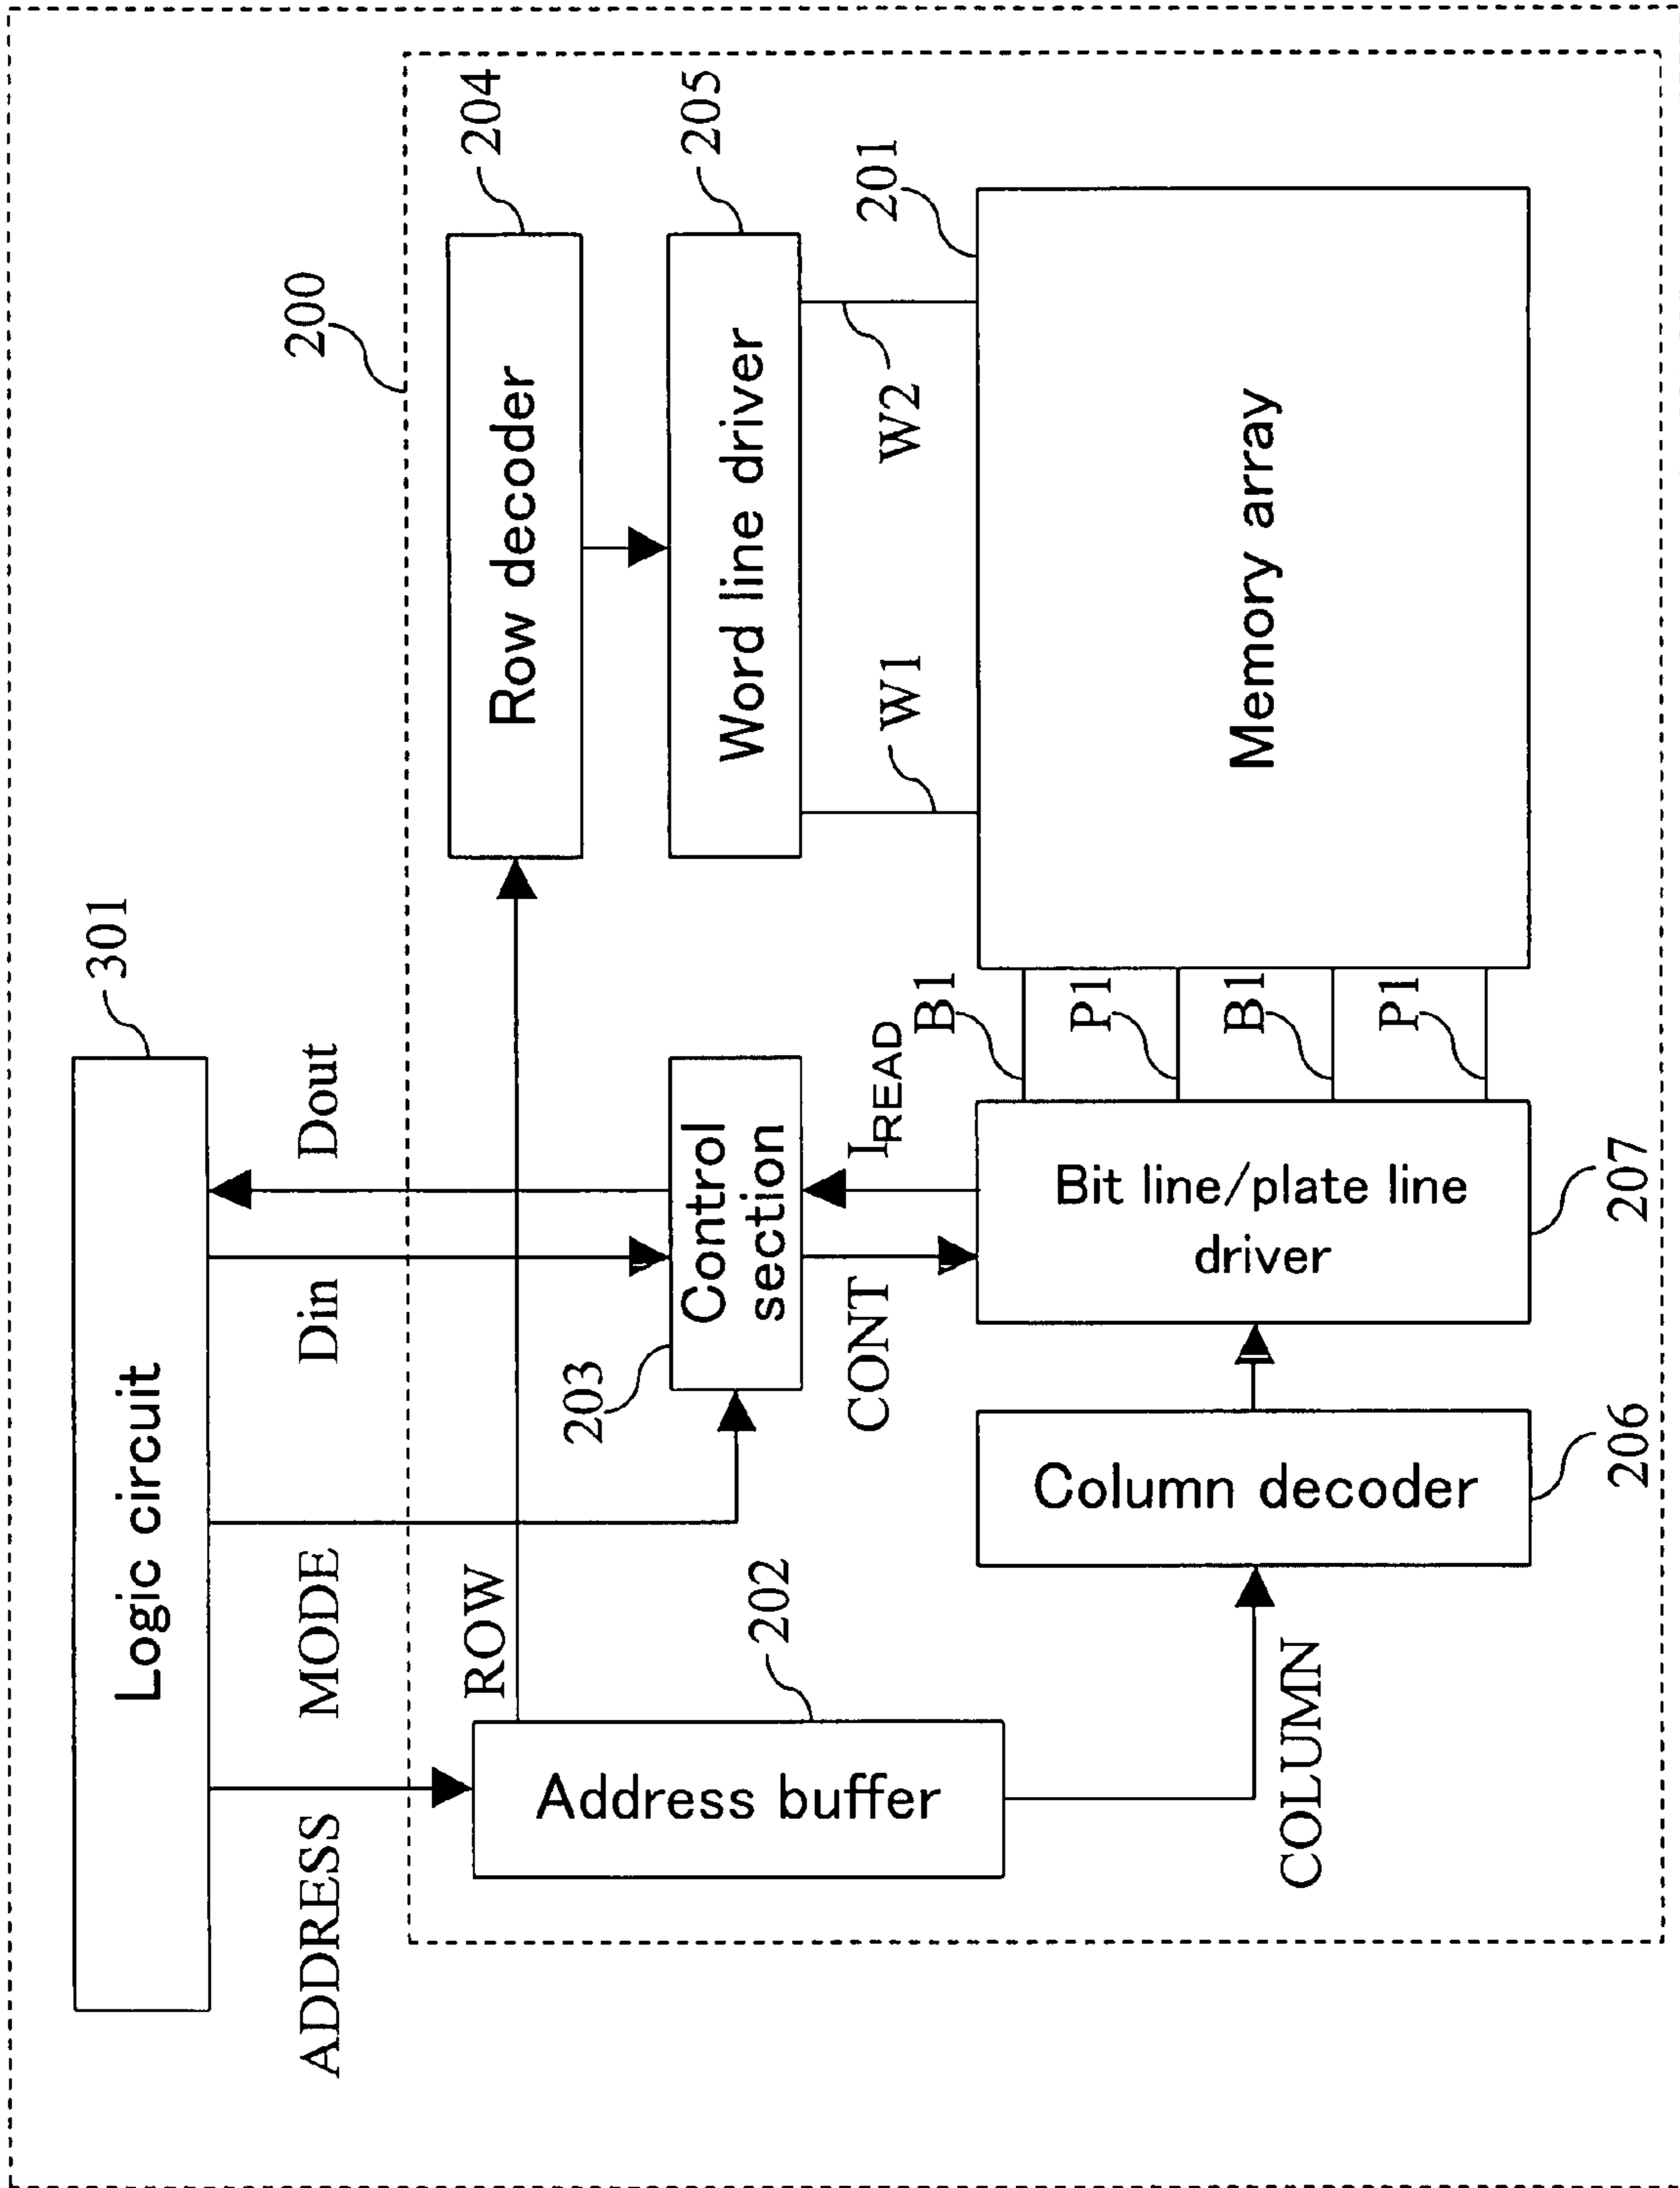 301
Logic circuit
ADDRESS
MODE
Din
Dout
200
ROW
204
Row decoder
203
205
Control
section
Word line driver
Address buffer
202
CONT
I_READ
W1
W2
201
B1
P1
B1
P1
Bit line/plate line
driver
Column decoder
Memory array
COLUMN
206
207